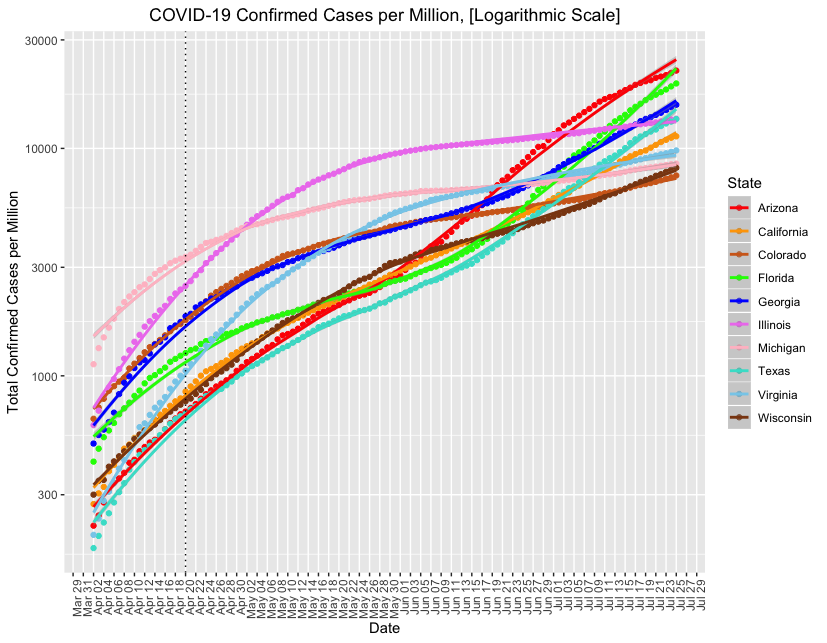 COVID-19 Confirmed Cases per Million, [Logarithmic Scale]
Total Confirmed Cases per Million
30000
10000
3000
1000
300
Mar 29
Mar 31
Apr 02
Apr 04
Apr 06
Apr 08
Apr 10
Apr 12
Apr 14
Apr 16
Apr 18
Apr 20
Apr 22
Apr 24
Apr 26
Apr 28
Apr 30
May 02
May 04
May 06
May 08
May 10
May 12
May 14
May 16
May 18
May 20
May 22
May 24
May 26
May 28
May 30
Jun 01
Jun 03
Jun 05
Jun 07
Jun 09
Jun 11
Jun 13
Jun 15
Jun 17
Jun 19
Jun 21
Jun 23
Jun 25
Jun 27
Jun 29
Jul 01
Jul 03
Jul 05
Jul 07
Jul 09
Jul 11
Jul 13
Jul 15
Jul 17
Jul 19
Jul 21
Jul 23
Jul 25
Jul 27
Jul 29
Date
State
Arizona
California
Colorado
Florida
Georgia
Illinois
Michigan
Texas
Virginia
Wisconsin